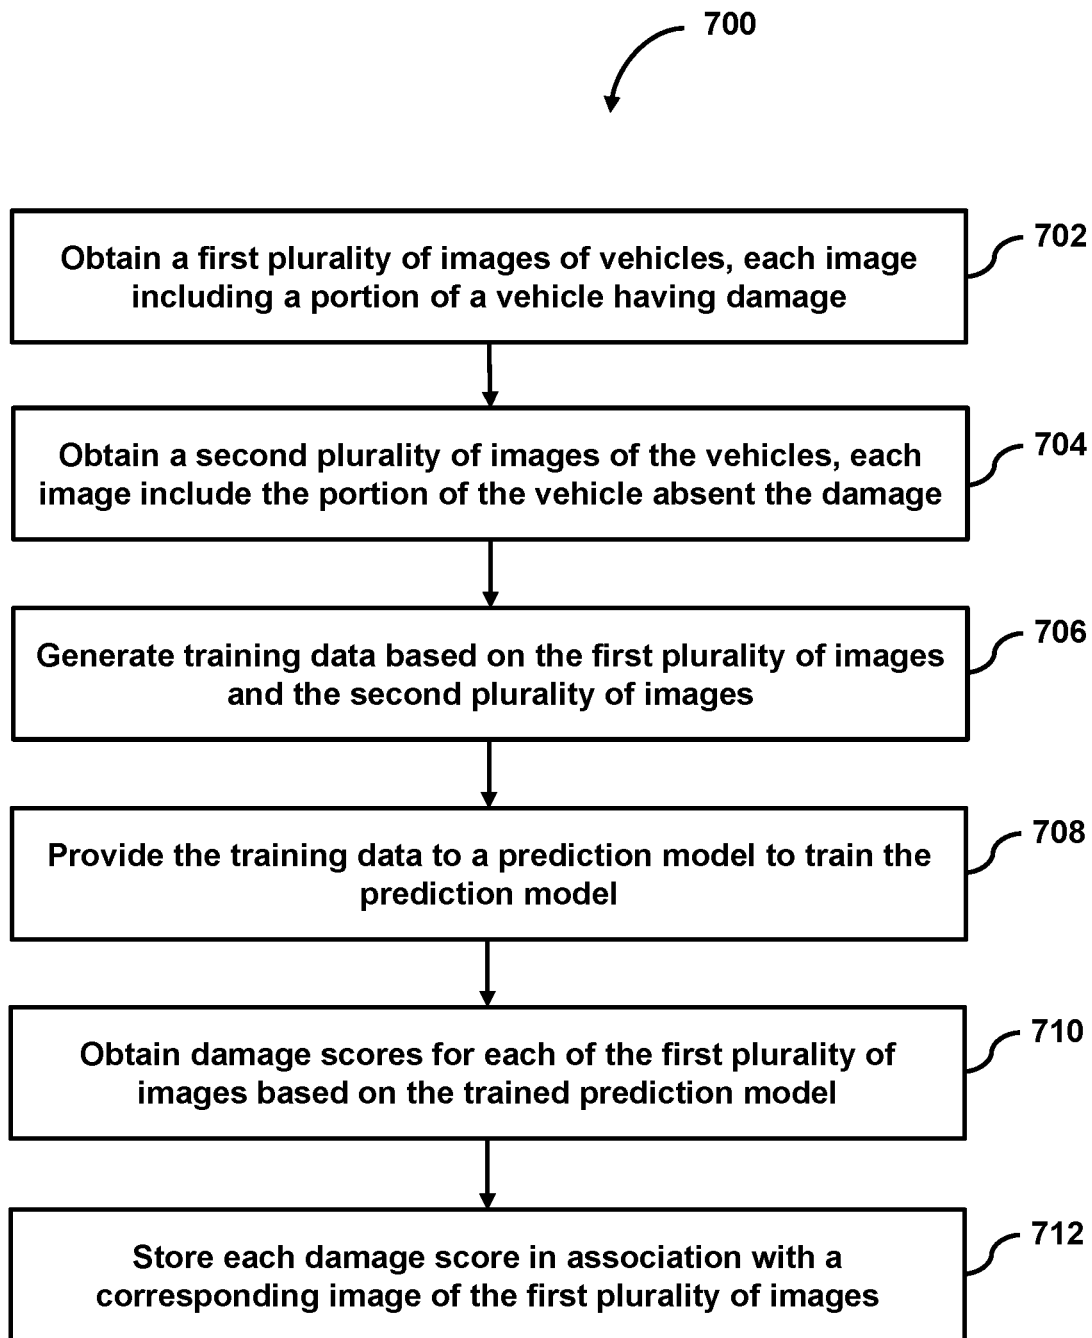 700
702
Obtain a first plurality of images of vehicles, each image
including a portion of a vehicle having damage
704
Obtain a second plurality of images of the vehicles, each
image include the portion of the vehicle absent the damage
706
Generate training data based on the first plurality of images
and the second plurality of images
708
Provide the training data to a prediction model to train the
prediction model
710
Obtain damage scores for each of the first plurality of
images based on the trained prediction model
712
Store each damage score in association with a
corresponding image of the first plurality of images